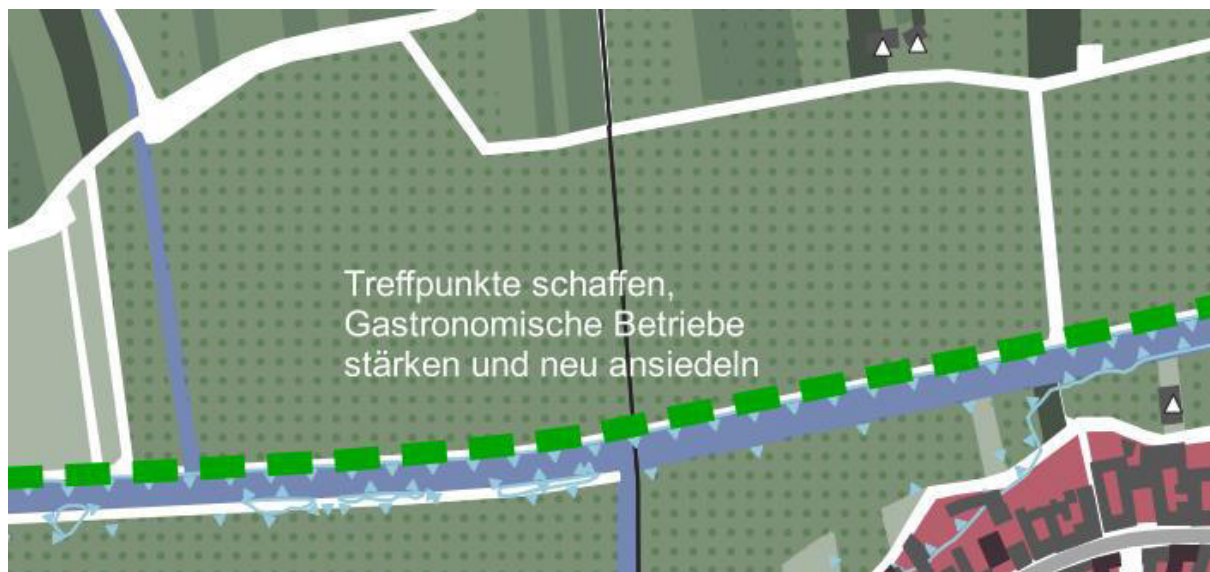 Treffpunkte schaffen,
Gastronomische Betriebe
stärken und neu ansiedeln